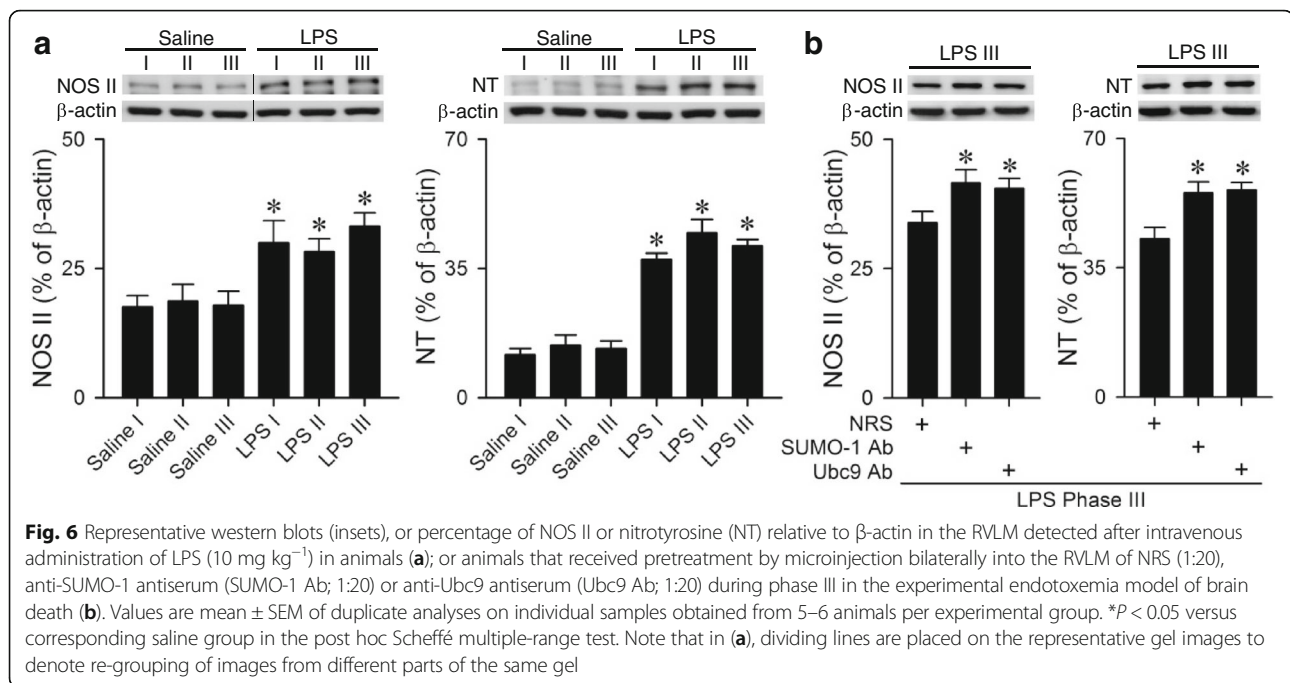 a
Saline LPS
I II III I II III
NOS II
β-actin
50
25
0
NOS II (% of β-actin)
Saline I
Saline II
Saline III
LPS I
LPS II
LPS III
* * *
Saline LPS
I II III I II III
NT
β-actin
70
35
0
NT (% of β-actin)
Saline I
Saline II
Saline III
LPS I
LPS II
LPS III
* * *
b
LPS III
NOS II
β-actin
50
25
0
NOS II (% of β-actin)
* *
LPS III
NT
β-actin
70
35
0
NT (% of β-actin)
* *
NRS + +
SUMO-1 Ab + +
Ubc9 Ab + +
LPS Phase III
Fig. 6 Representative western blots (insets), or percentage of NOS II or nitrotyrosine (NT) relative to β-actin in the RVLM detected after intravenous
administration of LPS (10 mg kg⁻¹) in animals (a); or animals that received pretreatment by microinjection bilaterally into the RVLM of NRS (1:20),
anti-SUMO-1 antiserum (SUMO-1 Ab; 1:20) or anti-Ubc9 antiserum (Ubc9 Ab; 1:20) during phase III in the experimental endotoxemia model of brain
death (b). Values are mean ± SEM of duplicate analyses on individual samples obtained from 5–6 animals per experimental group. *P < 0.05 versus
corresponding saline group in the post hoc Scheffé multiple-range test. Note that in (a), dividing lines are placed on the representative gel images to
denote re-grouping of images from different parts of the same gel